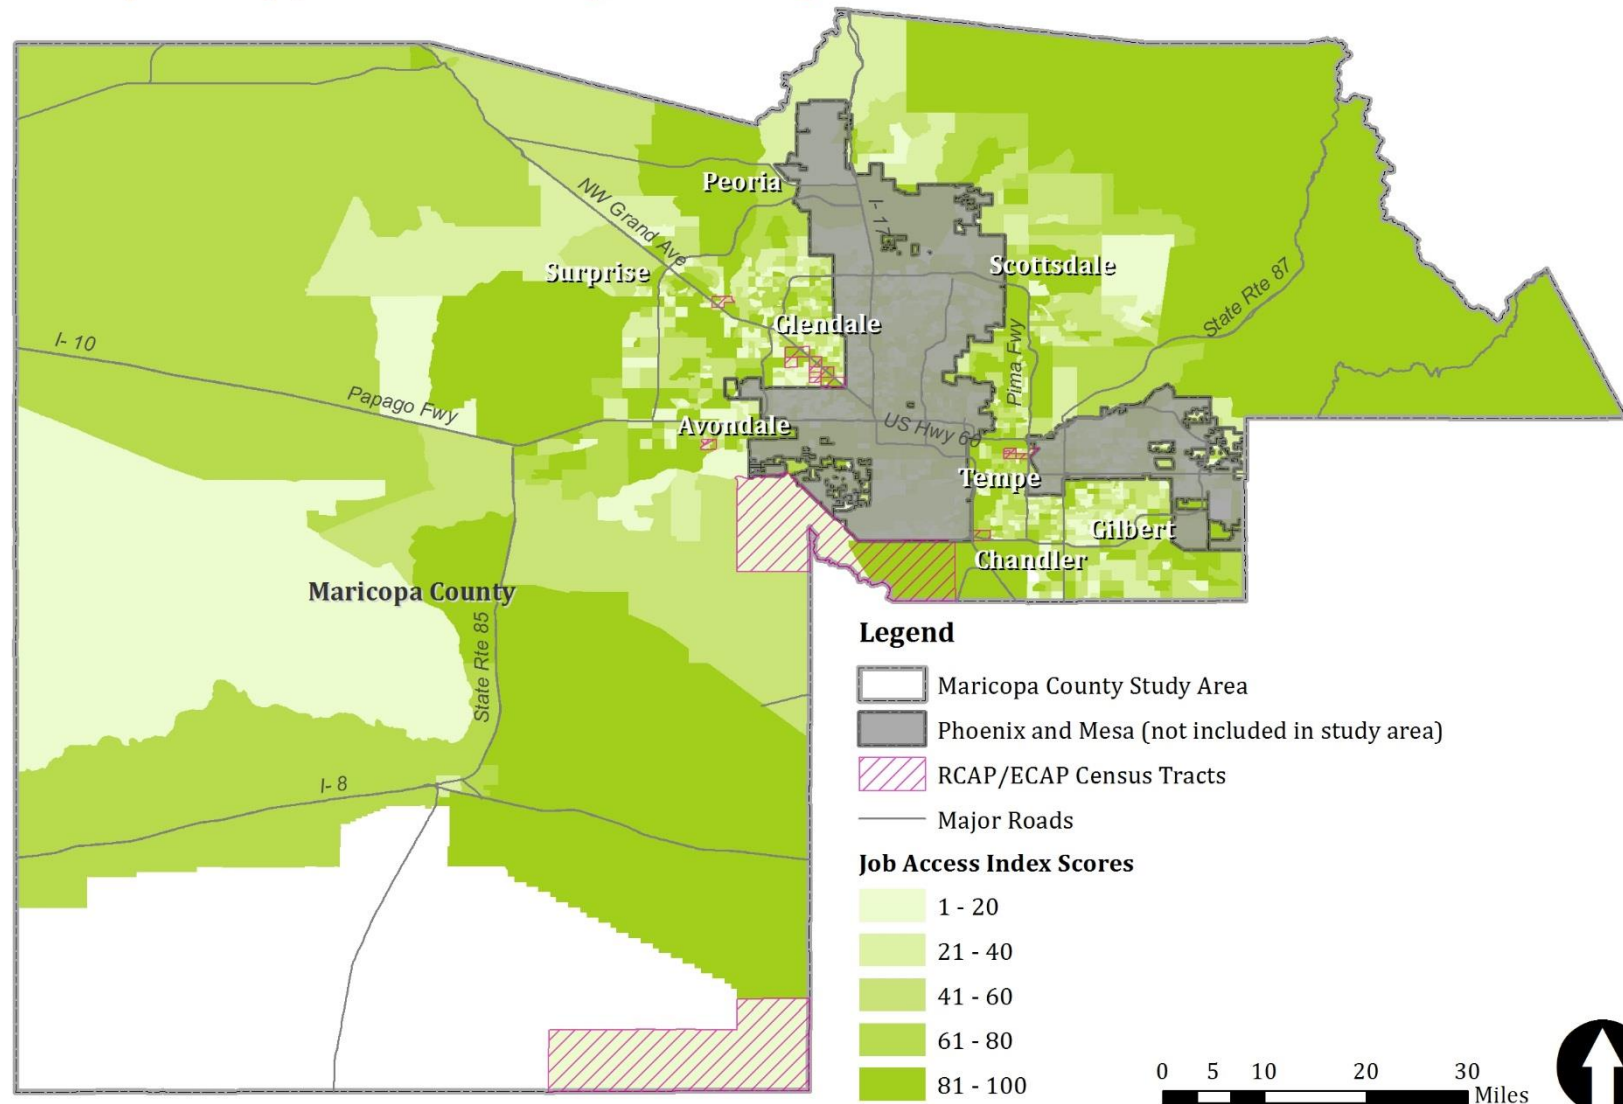 Peoria
I- 17
NW Grand Ave
Surprise
Scottsdale
State Rte 87
Glendale
I- 10
Pima Fwy
Papago Fwy
Avondale
US Hwy 60
Tempe
Gilbert
Chandler
Maricopa County
State Rte 85
I- 8
Legend
Maricopa County Study Area
Phoenix and Mesa (not included in study area)
RCAP/ECAP Census Tracts
Major Roads
Job Access Index Scores
1 - 20
21 - 40
41 - 60
61 - 80
81 - 100
0 5 10 20 30
Miles